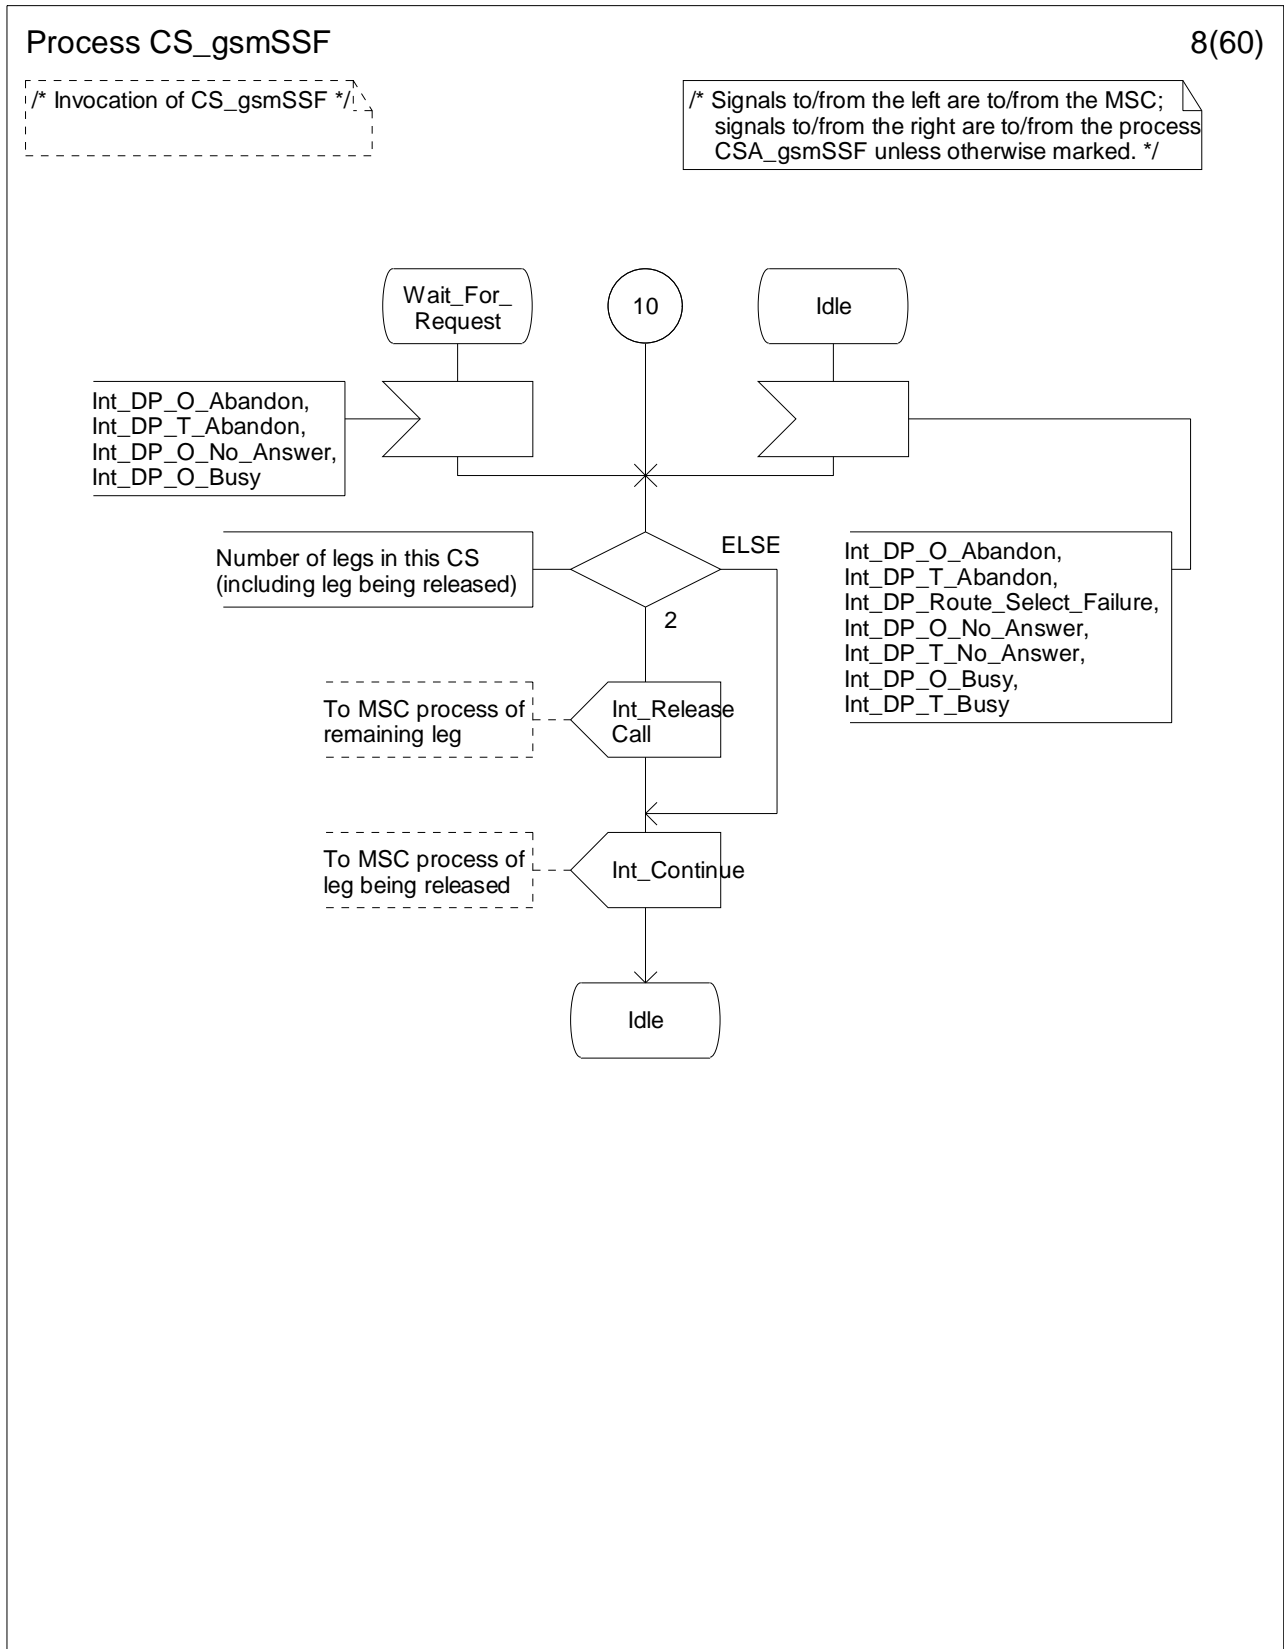 Process CS_gsmSSF
8(60)
/* Invocation of CS_gsmSSF */
/* Signals to/from the left are to/from the MSC;
signals to/from the right are to/from the process
CSA_gsmSSF unless otherwise marked. */
Wait_For_
Request
10
Idle
Int_DP_O_Abandon,
Int_DP_T_Abandon,
Int_DP_O_No_Answer,
Int_DP_O_Busy
Number of legs in this CS
(including leg being released)
ELSE
2
Int_DP_O_Abandon,
Int_DP_T_Abandon,
Int_DP_Route_Select_Failure,
Int_DP_O_No_Answer,
Int_DP_T_No_Answer,
Int_DP_O_Busy,
Int_DP_T_Busy
To MSC process of
remaining leg
Int_Release
Call
To MSC process of
leg being released
Int_Continue
Idle